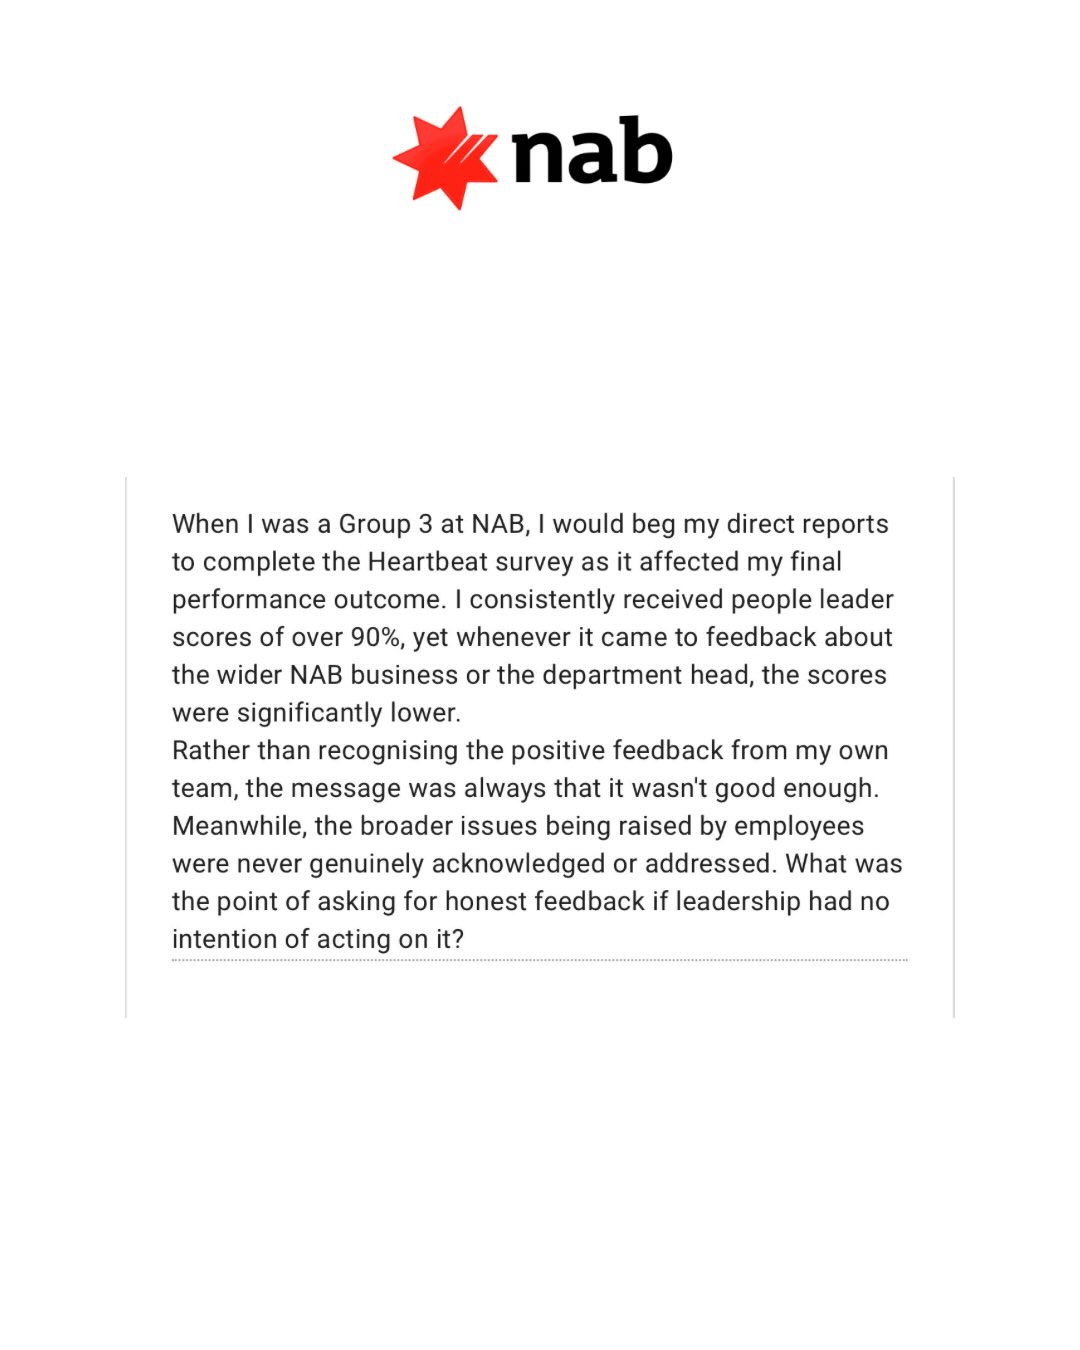 nab
When I was a Group 3 at NAB, I would beg my direct reports
to complete the Heartbeat survey as it affected my final
performance outcome. I consistently received people leader
scores of over 90%, yet whenever it came to feedback about
the wider NAB business or the department head, the scores
were significantly lower.
Rather than recognising the positive feedback from my own
team, the message was always that it wasn't good enough.
Meanwhile, the broader issues being raised by employees
were never genuinely acknowledged or addressed. What was
the point of asking for honest feedback if leadership had no
intention of acting on it?